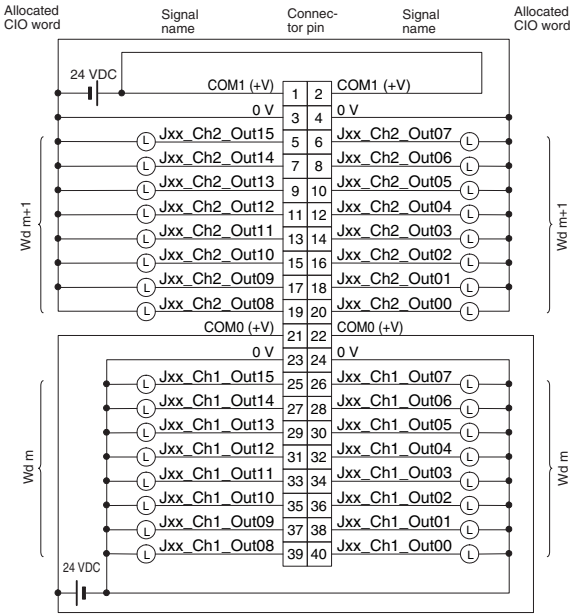 Allocated CIO word Signal name Connec-tor pin Signal name Allocated CIO word
24 VDC
COM1 (+V) 1 2 COM1 (+V)
0 V 3 4 0 V
L Jxx_Ch2_Out15 5 6 Jxx_Ch2_Out07 L
L Jxx_Ch2_Out14 7 8 Jxx_Ch2_Out06 L
L Jxx_Ch2_Out13 9 10 Jxx_Ch2_Out05 L
L Jxx_Ch2_Out12 11 12 Jxx_Ch2_Out04 L
Wd m+1 Wd m+1
L Jxx_Ch2_Out11 13 14 Jxx_Ch2_Out03 L
L Jxx_Ch2_Out10 15 16 Jxx_Ch2_Out02 L
L Jxx_Ch2_Out09 17 18 Jxx_Ch2_Out01 L
L Jxx_Ch2_Out08 19 20 Jxx_Ch2_Out00 L
COM0 (+V) 21 22 COM0 (+V)
0 V 23 24 0 V
L Jxx_Ch1_Out15 25 26 Jxx_Ch1_Out07 L
L Jxx_Ch1_Out14 27 28 Jxx_Ch1_Out06 L
L Jxx_Ch1_Out13 29 30 Jxx_Ch1_Out05 L
L Jxx_Ch1_Out12 31 32 Jxx_Ch1_Out04 L
Wd m Wd m
L Jxx_Ch1_Out11 33 34 Jxx_Ch1_Out03 L
L Jxx_Ch1_Out10 35 36 Jxx_Ch1_Out02 L
L Jxx_Ch1_Out09 37 38 Jxx_Ch1_Out01 L
L Jxx_Ch1_Out08 39 40 Jxx_Ch1_Out00 L
24 VDC